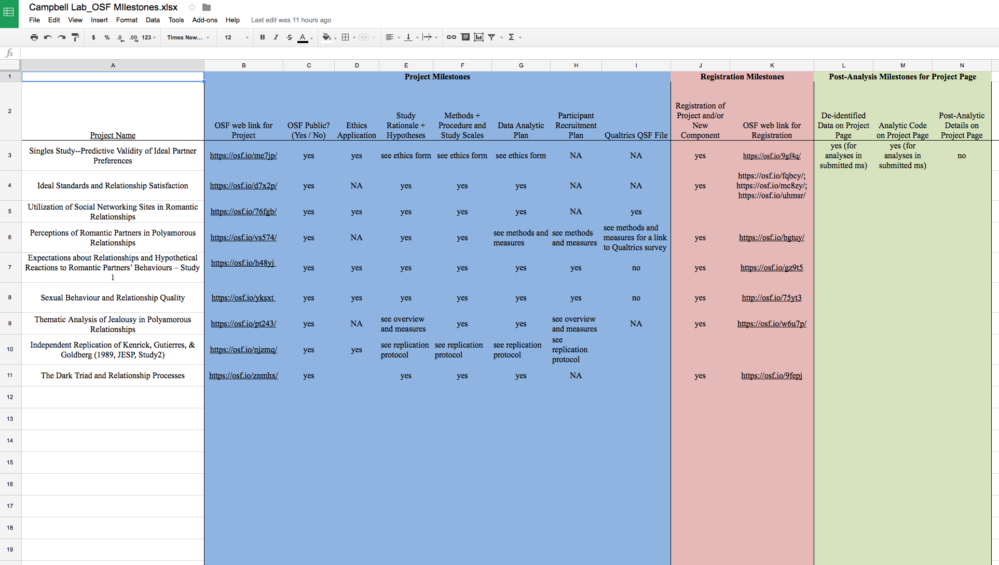 Campbell Lab_OSF MIlestones.xlsx
File Edit View Insert Format Data Tools Add-ons Help Last edit was 11 hours ago
$ % .0 .00 123 Times New... 12 B I S A Σ
fx
A B C D E F G H I J K L M N
1 Project Milestones Registration Milestones Post-Analysis Milestones for Project Page
2
Project Name
OSF web link for
Project
OSF Public?
(Yes / No)
Ethics
Application
Study
Rationale +
Hypotheses
Methods +
Procedure and
Study Scales
Data Analytic
Plan
Participant
Recruitment
Plan
Qualtrics QSF File
Registration of
Project and/or
New
Component
OSF web link for
Registration
De-identified
Data on Project
Page
Analytic Code
on Project Page
Post-Analytic
Details on
Project Page
3
Singles Study--Predictive Validity of Ideal Partner
Preferences
https://osf.io/me7jp/
yes
yes
see ethics form
see ethics form
see ethics form
NA
NA
yes
https://osf.io/9gf4q/
yes (for
analyses in
submitted ms)
yes (for
analyses in
submitted ms)
no
4
Ideal Standards and Relationship Satisfaction
https://osf.io/d7x2p/
yes
NA
yes
yes
yes
NA
NA
yes
https://osf.io/fqbcy/;
https://osf.io/mc8zy/;
https://osf.io/uhmsr/
5
Utilization of Social Networking Sites in Romantic
Relationships
https://osf.io/76fgb/
yes
yes
yes
yes
yes
NA
yes
6
Perceptions of Romantic Partners in Polyamorous
Relationships
https://osf.io/vs574/
yes
NA
yes
yes
see methods and
measures
see methods
and measures
see methods and
measures for a link
to Qualtrics survey
yes
https://osf.io/bgtuy/
7
Expectations about Relationships and Hypothetical
Reactions to Romantic Partners’ Behaviours – Study
1
https://osf.io/h48yj
yes
yes
yes
yes
yes
yes
no
yes
https://osf.io/gz9t5
8
Sexual Behaviour and Relationship Quality
https://osf.io/yksxt
yes
yes
yes
yes
yes
yes
no
yes
http://osf.io/75yt3
9
Thematic Analysis of Jealousy in Polyamorous
Relationships
https://osf.io/pt243/
yes
NA
see overview
and measures
yes
yes
see overview
and measures
NA
yes
https://osf.io/w6u7p/
10
Independent Replication of Kenrick, Gutierres, &
Goldberg (1989, JESP, Study2)
https://osf.io/njzmq/
yes
yes
see replication
protocol
see replication
protocol
see replication
protocol
see
replication
protocol
11
The Dark Triad and Relationship Processes
https://osf.io/znmhx/
yes
yes
yes
yes
NA
yes
https://osf.io/9fepj
12
13
14
15
16
17
18
19